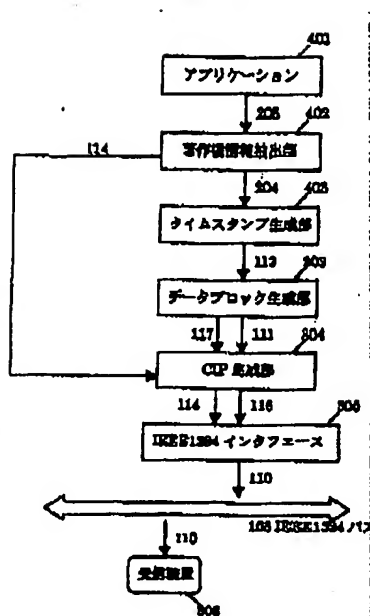 401
アプリケーション
205
402
114
著作権情報抽出部
204
403
タイムスタンプ生成部
113
303
データブロック生成部
117
111
304
CIP 生成部
114
116
305
IEEE1394 インタフェース
110
103 IEEE1394 バス
110
受信装置
306